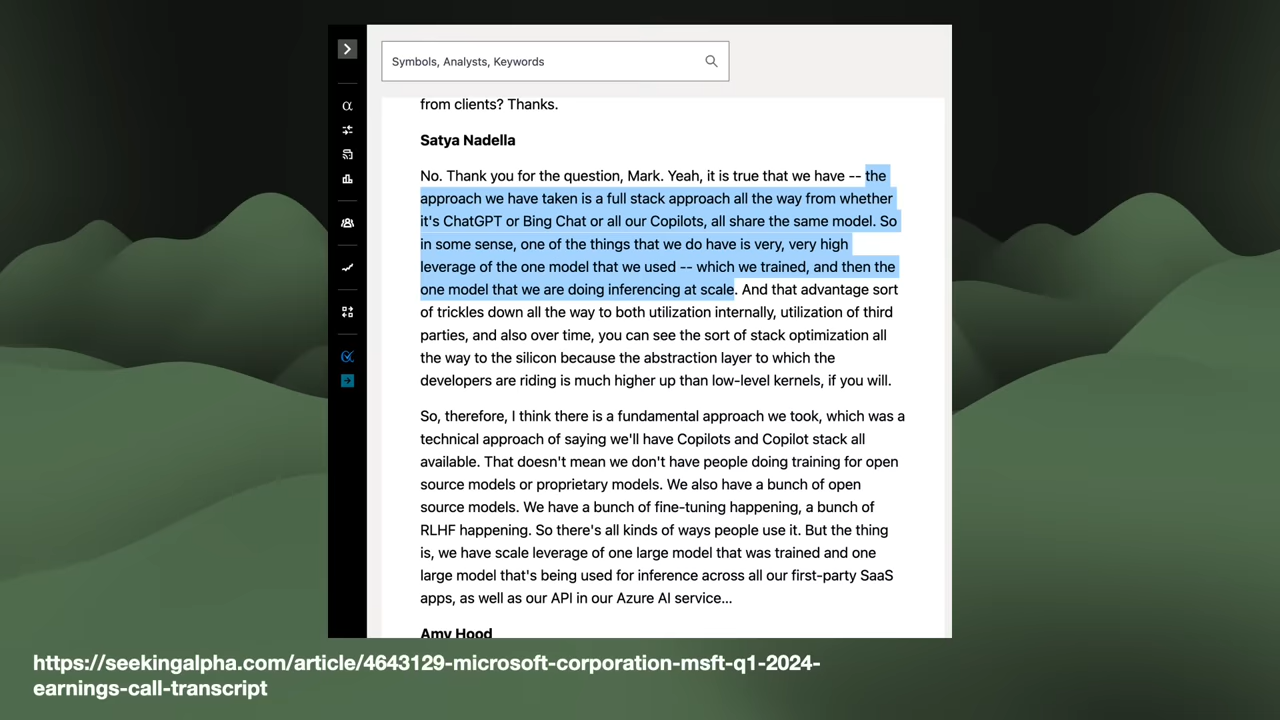 Symbols, Analysts, Keywords
from clients? Thanks.
Satya Nadella
No. Thank you for the question, Mark. Yeah, it is true that we have -- the
approach we have taken is a full stack approach all the way from whether
it's ChatGPT or Bing Chat or all our Copilots, all share the same model. So
in some sense, one of the things that we do have is very, very high
leverage of the one model that we used -- which we trained, and then the
one model that we are doing inferencing at scale. And that advantage sort
of trickles down all the way to both utilization internally, utilization of third
parties, and also over time, you can see the sort of stack optimization all
the way to the silicon because the abstraction layer to which the
developers are riding is much higher up than low-level kernels, if you will.
So, therefore, I think there is a fundamental approach we took, which was a
technical approach of saying we'll have Copilots and Copilot stack all
available. That doesn't mean we don't have people doing training for open
source models or proprietary models. We also have a bunch of open
source models. We have a bunch of fine-tuning happening, a bunch of
RLHF happening. So there's all kinds of ways people use it. But the thing
is, we have scale leverage of one large model that was trained and one
large model that's being used for inference across all our first-party SaaS
apps, as well as our API in our Azure AI service...
Amy Hood
https://seekingalpha.com/article/4643129-microsoft-corporation-msft-q1-2024-
earnings-call-transcript